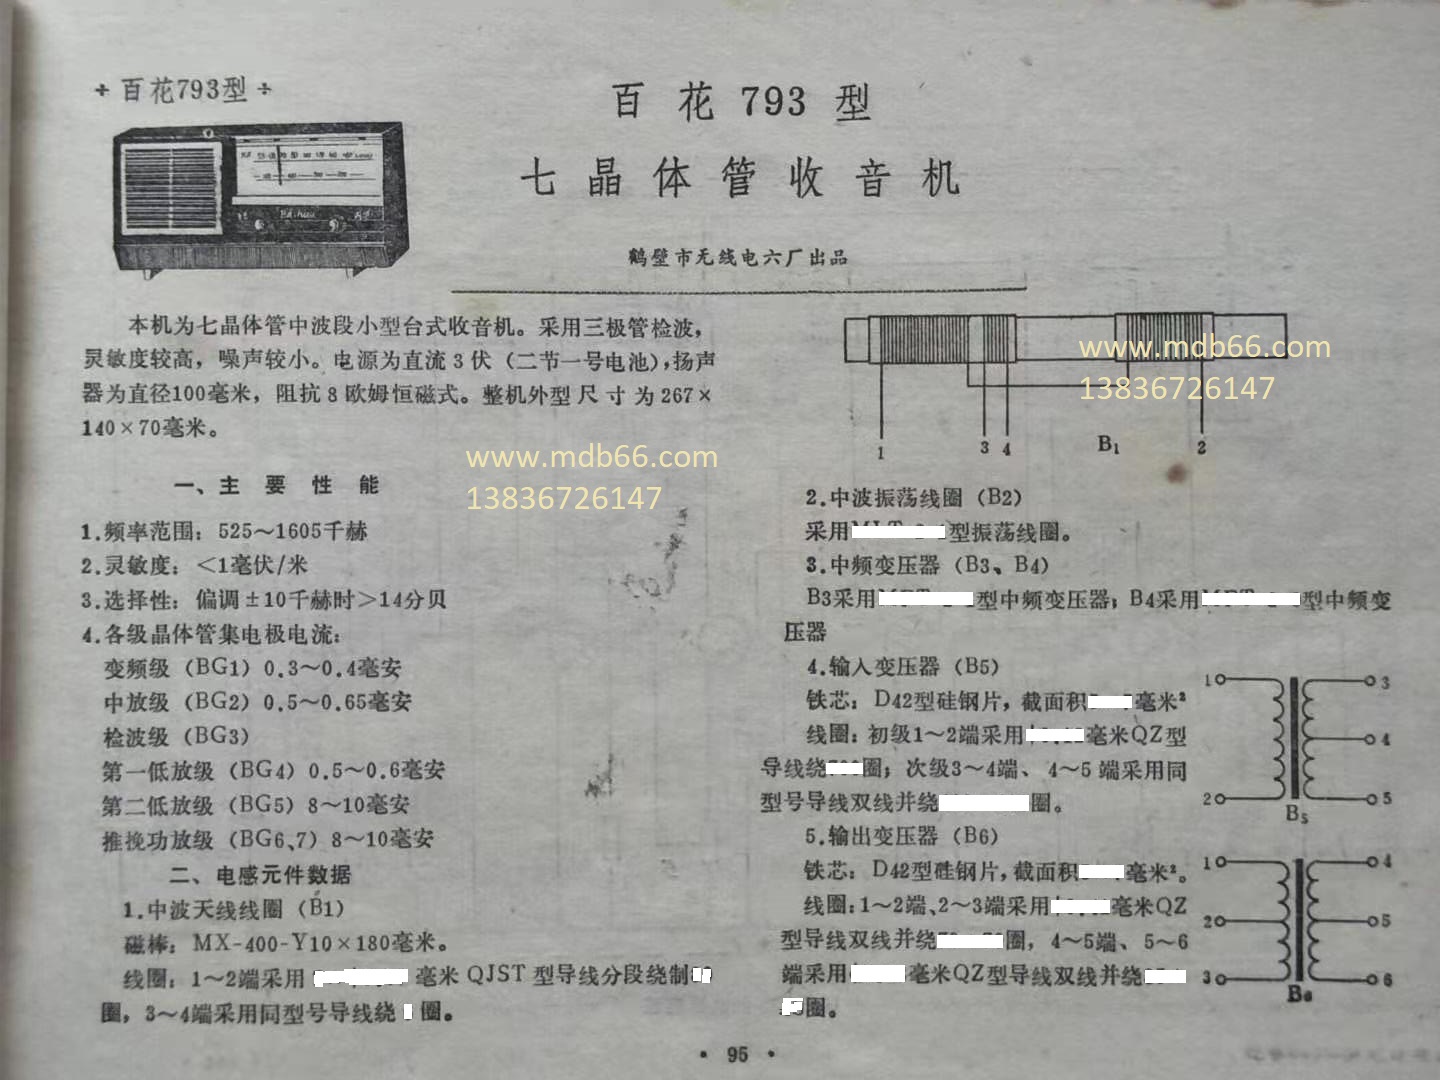 百花793型
百花793型
七晶体管收音机
鹤壁市无线电六厂出品
本机为七晶体管中波段小型台式收音机。采用三极管检波，
灵敏度较高，噪声较小。电源为直流3伏（二节一号电池），扬声
器为直径100毫米，阻抗8欧姆恒磁式。整机外型尺寸为267×
140×70毫米。
一、主要性能
1.频率范围：525～1605千赫
2.灵敏度：＜1毫伏/米
3.选择性：偏调±10千赫时＞14分贝
4.各级晶体管集电极电流：
变频级（BG1）0.3～0.4毫安
中放级（BG2）0.5～0.65毫安
检波级（BG3）
第一低放级（BG4）0.5～0.6毫安
第二低放级（BG5）8～10毫安
推挽功放级（BG6、7）8～10毫安
二、电感元件数据
1.中波天线线圈（B1）
磁棒：MX-400-Y10×180毫米。
线圈：1～2端采用 毫米 QJST 型导线分段绕制
圈，3～4端采用同型号导线绕 圈。
www.mdb66.com
13836726147
www.mdb66.com
13836726147
1 3 4 B1 2
2.中波振荡线圈（B2）
采用 型振荡线圈。
3.中频变压器（B3、B4）
B3采用 型中频变压器；B4采用 型中频变
压器
4.输入变压器（B5）
铁芯：D42型硅钢片，截面积 毫米²
线圈：初级1～2端采用 毫米QZ型
导线绕 圈；次级3～4端、4～5端采用同
型号导线双线并绕 圈。
1 3
4
2 5
B5
5.输出变压器（B6）
铁芯：D42型硅钢片，截面积 毫米²。
线圈：1～2端、2～3端采用 毫米QZ
型导线双线并绕 圈，4～5端、5～6
端采用 毫米QZ型导线双线并绕
圈。
1 4
2 5
3 6
B6
• 95 •